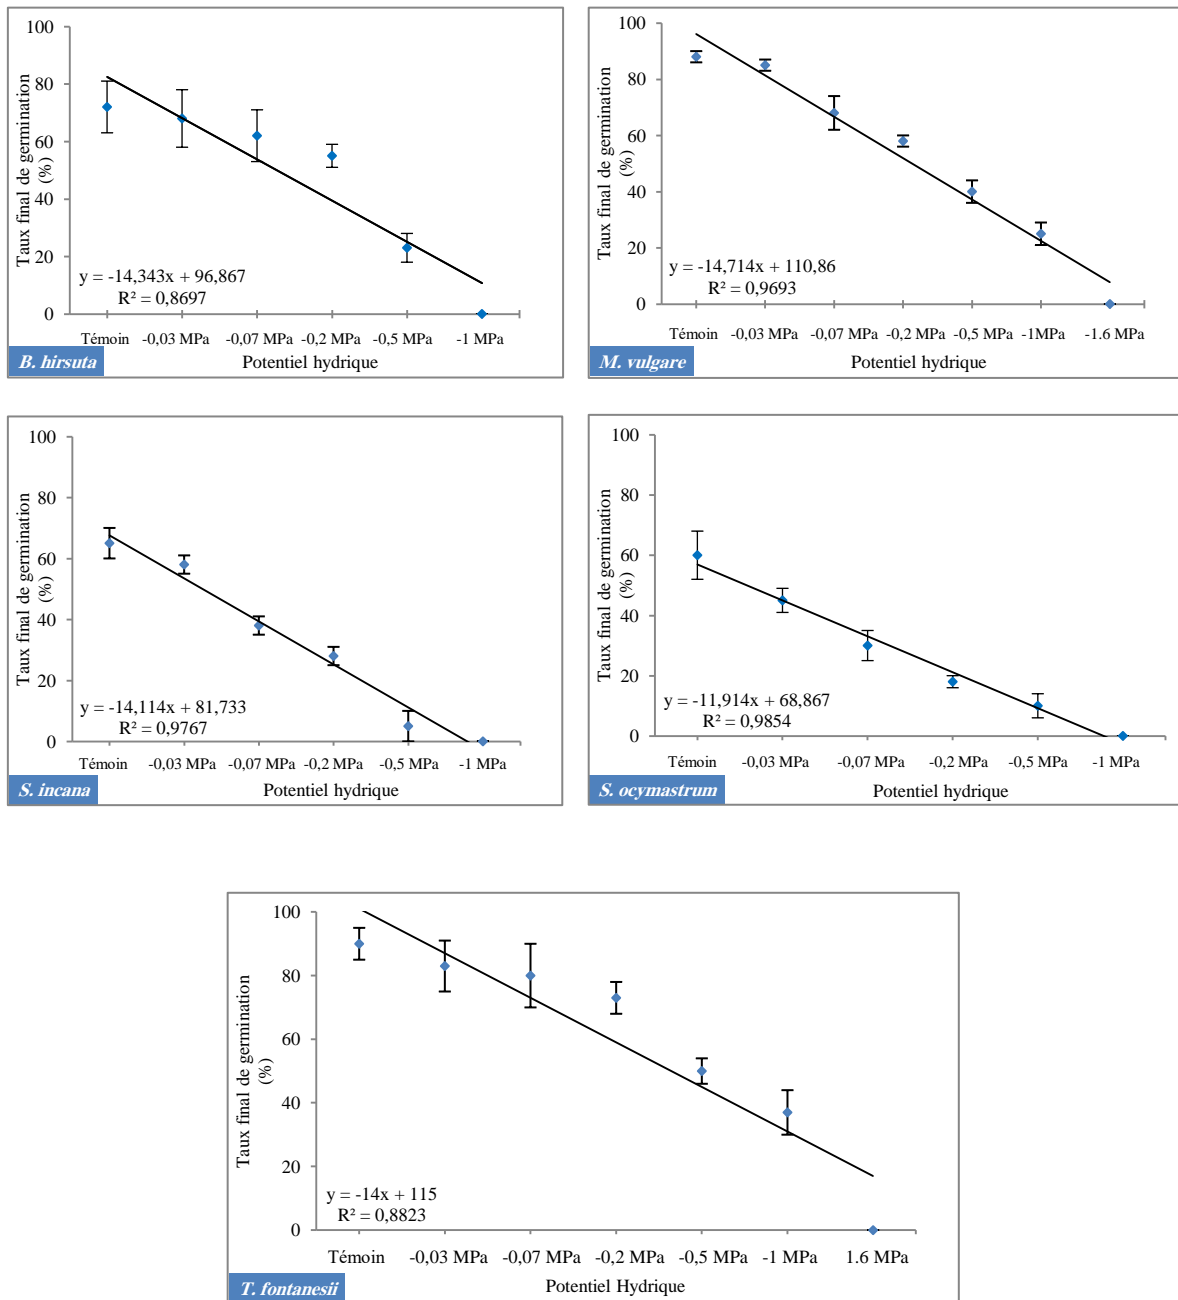 100
80
60
40
20
0
Taux final de germination
(%)
y = -14,343x + 96,867
R² = 0,8697
Témoin -0,03 MPa -0,07 MPa -0,2 MPa -0,5 MPa -1 MPa
Potentiel hydrique
B. hirsuta
100
80
60
40
20
0
Taux final de germination
(%)
y = -14,714x + 110,86
R² = 0,9693
Témoin -0,03 MPa -0,07 MPa -0,2 MPa -0,5 MPa -1MPa -1.6 MPa
Potentiel hydrique
M. vulgare
100
80
60
40
20
0
Taux final de germination
(%)
y = -14,114x + 81,733
R² = 0,9767
Témoin -0,03 MPa -0,07 MPa -0,2 MPa -0,5 MPa -1 MPa
Potentiel hydrique
S. incana
100
80
60
40
20
0
Taux final de germination
(%)
y = -11,914x + 68,867
R² = 0,9854
Témoin -0,03 MPa -0,07 MPa -0,2 MPa -0,5 MPa -1 MPa
Potentiel hydrique
S. ocymastrum
100
80
60
40
20
0
Taux final de germination
(%)
y = -14x + 115
R² = 0,8823
Témoin -0,03 MPa -0,07 MPa -0,2 MPa -0,5 MPa -1 MPa 1.6 MPa
Potentiel Hydrique
T. fontanesii